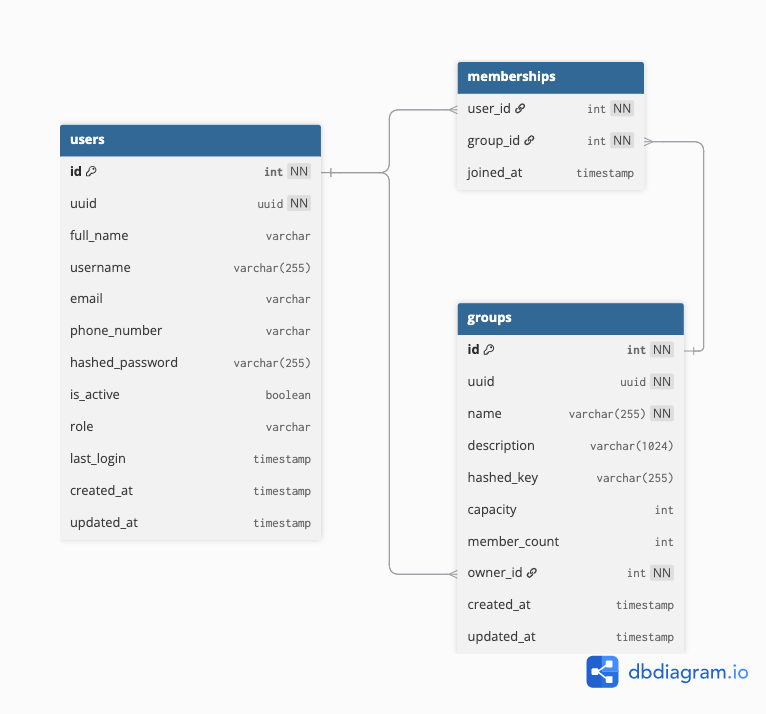 users
id int NN
uuid uuid NN
full_name varchar
username varchar(255)
email varchar
phone_number varchar
hashed_password varchar(255)
is_active boolean
role varchar
last_login timestamp
created_at timestamp
updated_at timestamp
memberships
user_id int NN
group_id int NN
joined_at timestamp
groups
id int NN
uuid uuid NN
name varchar(255) NN
description varchar(1024)
hashed_key varchar(255)
capacity int
member_count int
owner_id int NN
created_at timestamp
updated_at timestamp
dbdiagram.io